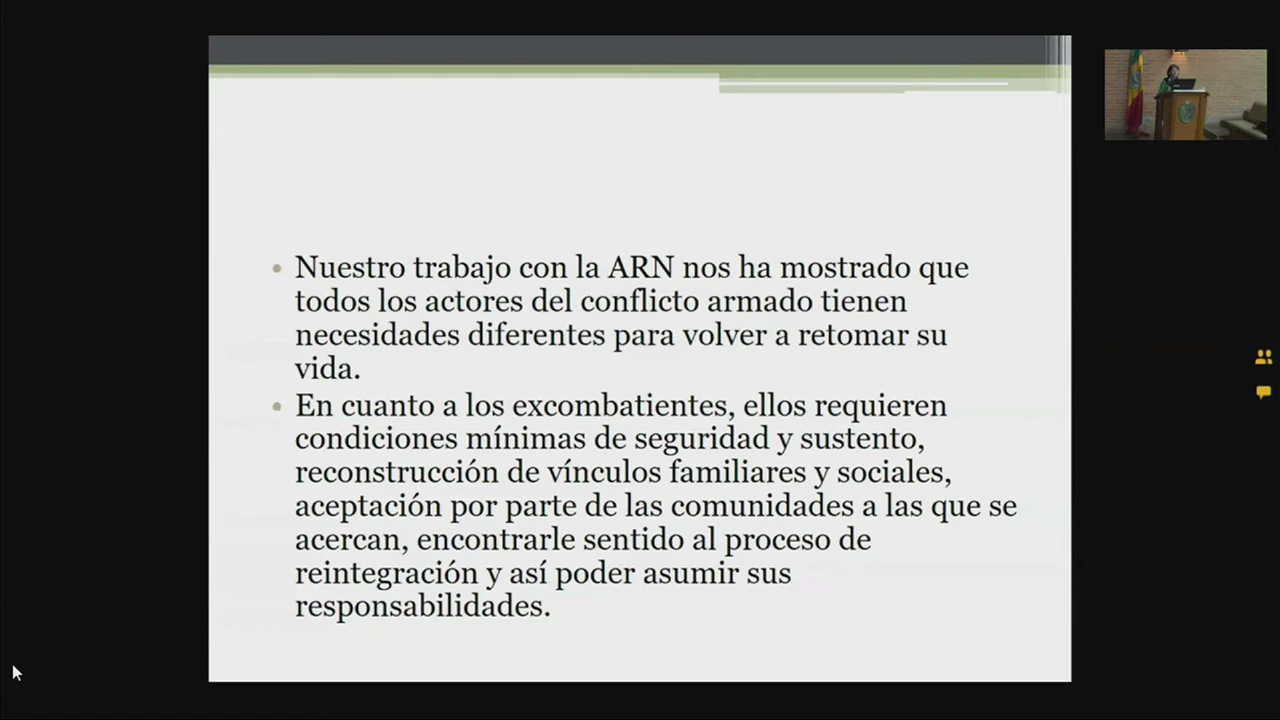 • Nuestro trabajo con la ARN nos ha mostrado que
todos los actores del conflicto armado tienen
necesidades diferentes para volver a retomar su
vida.
• En cuanto a los excombatientes, ellos requieren
condiciones mínimas de seguridad y sustento,
reconstrucción de vínculos familiares y sociales,
aceptación por parte de las comunidades a las que se
acercan, encontrarle sentido al proceso de
reintegración y así poder asumir sus
responsabilidades.